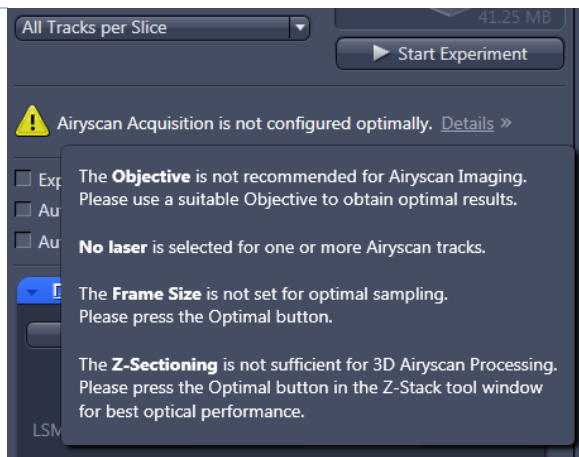 All Tracks per Slice
41.25 MB
Start Experiment
Airyscan Acquisition is not configured optimally. Details »
The Objective is not recommended for Airyscan Imaging.
Please use a suitable Objective to obtain optimal results.
No laser is selected for one or more Airyscan tracks.
The Frame Size is not set for optimal sampling.
Please press the Optimal button.
The Z-Sectioning is not sufficient for 3D Airyscan Processing.
Please press the Optimal button in the Z-Stack tool window
for best optical performance.
LSM